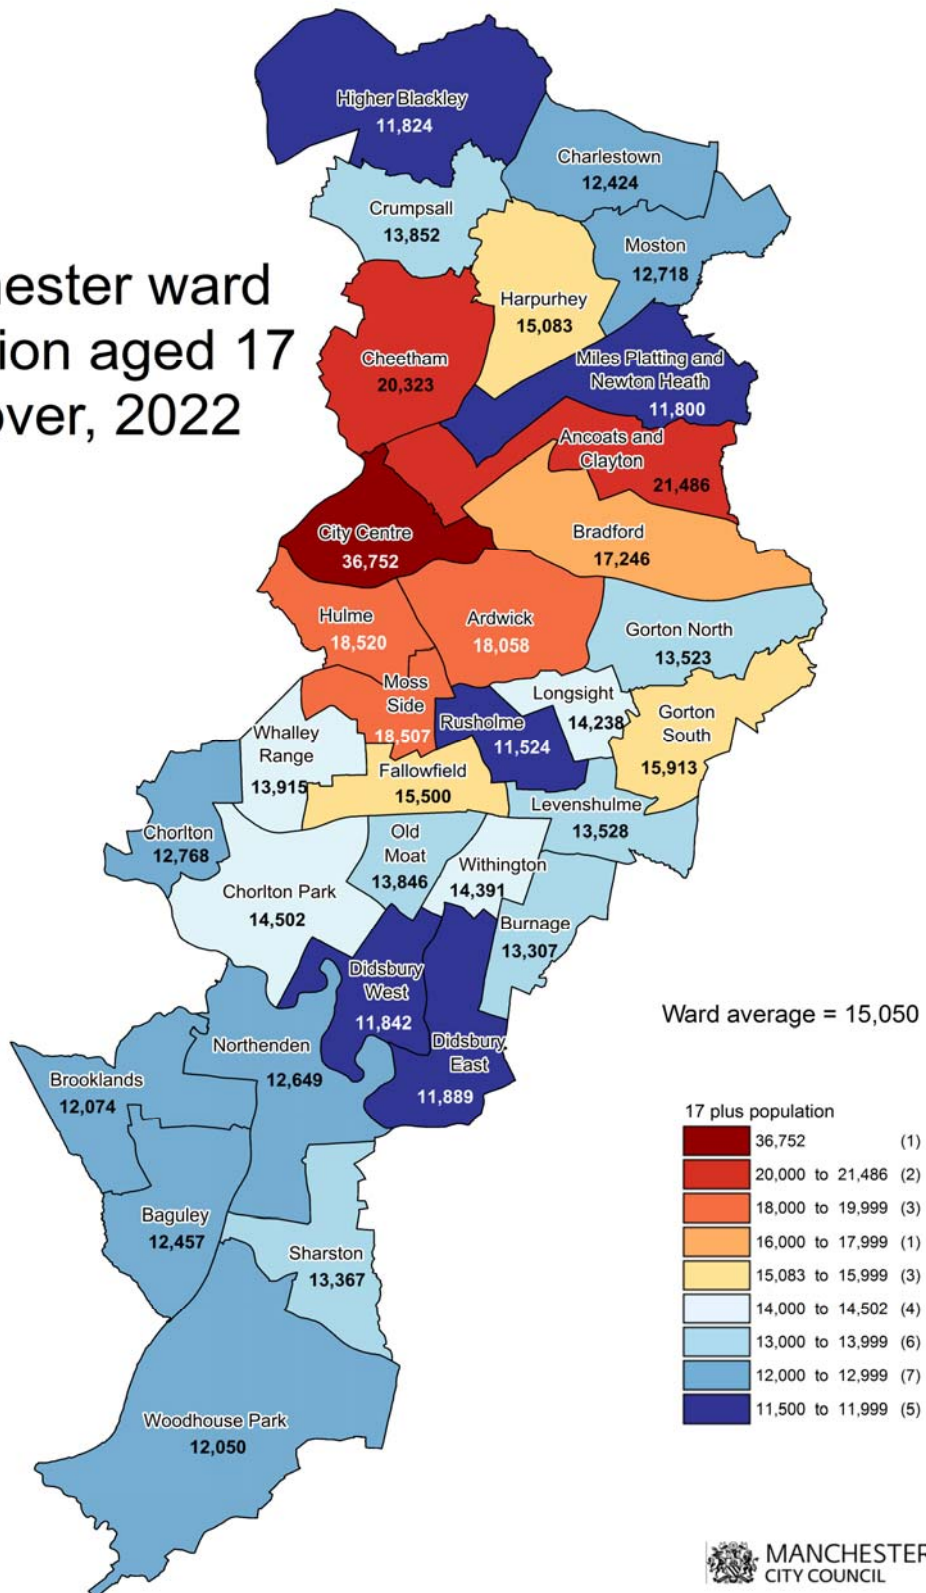 Higher Blackley
11,824
Charlestown
12,424
Crumpsall
13,852
Moston
12,718
hester ward
tion aged 17
over, 2022
Harpurhey
15,083
Cheetham
20,323
Miles Platting and
Newton Heath
11,800
Ancoats and
Clayton
21,486
City Centre
36,752
Bradford
17,246
Hulme
18,520
Ardwick
18,058
Gorton North
13,523
Moss
Side
18,507
Longsight
14,238
Rusholme
11,524
Gorton
South
15,913
Whalley
Range
13,915
Fallowfield
15,500
Levenshulme
13,528
Chorlton
12,768
Old
Moat
13,846
Withington
14,391
Chorlton Park
14,502
Burnage
13,307
Didsbury
West
11,842
Didsbury
East
11,889
Northenden
12,649
Brooklands
12,074
Baguley
12,457
Sharston
13,367
Woodhouse Park
12,050
Ward average = 15,050
17 plus population
36,752 (1)
20,000 to 21,486 (2)
18,000 to 19,999 (3)
16,000 to 17,999 (1)
15,083 to 15,999 (3)
14,000 to 14,502 (4)
13,000 to 13,999 (6)
12,000 to 12,999 (7)
11,500 to 11,999 (5)
MANCHESTER
CITY COUNCIL